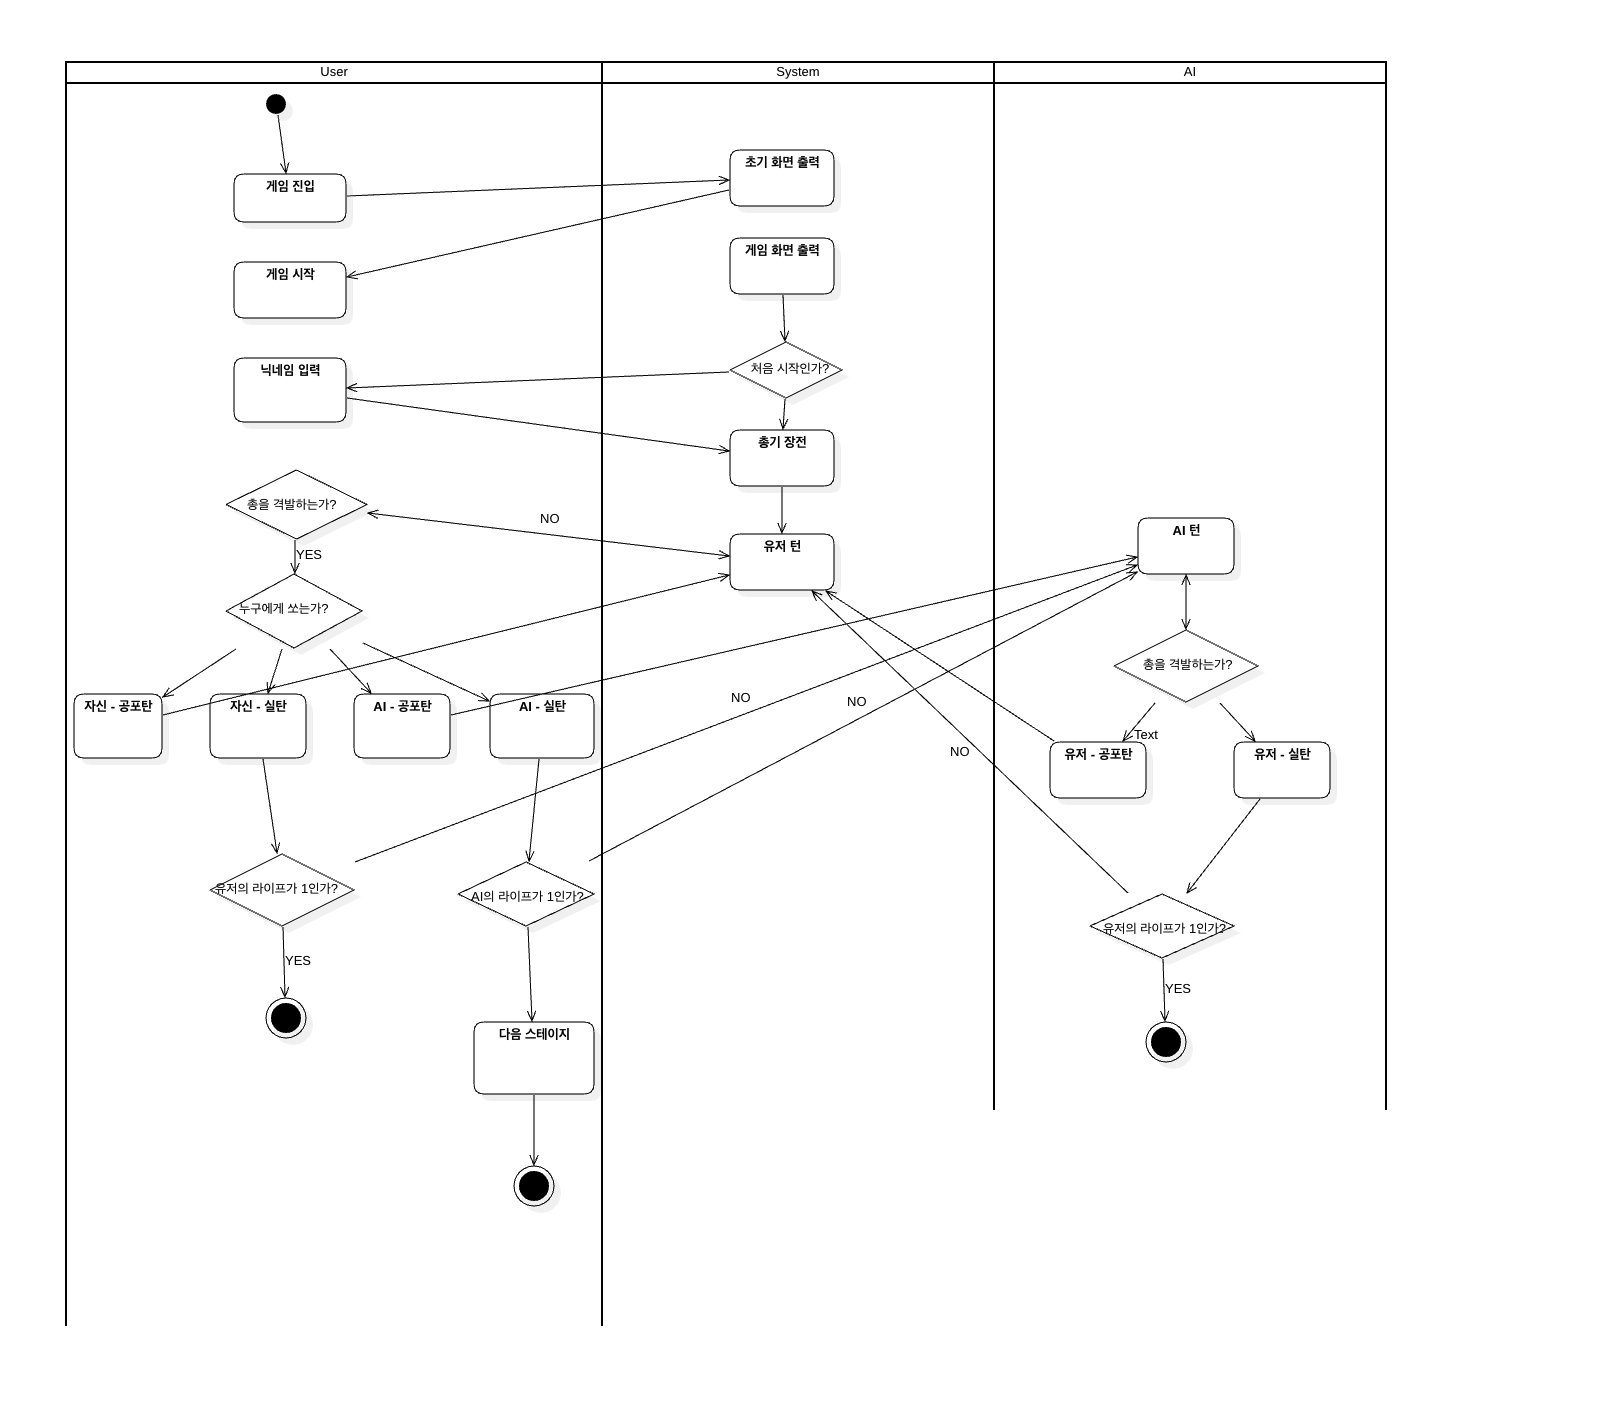 User
System
AI
초기 화면 출력
게임 진입
게임 화면 출력
게임 시작
처음 시작인가?
닉네임 입력
총기 장전
총을 격발하는가?
NO
AI 턴
유저 턴
YES
누구에게 쏘는가?
총을 격발하는가?
자신 - 공포탄
자신 - 실탄
AI - 공포탄
AI - 실탄
NO
NO
NO
Text
유저 - 공포탄
유저 - 실탄
유저의 라이프가 1인가?
AI의 라이프가 1인가?
유저의 라이프가 1인가?
YES
YES
다음 스테이지